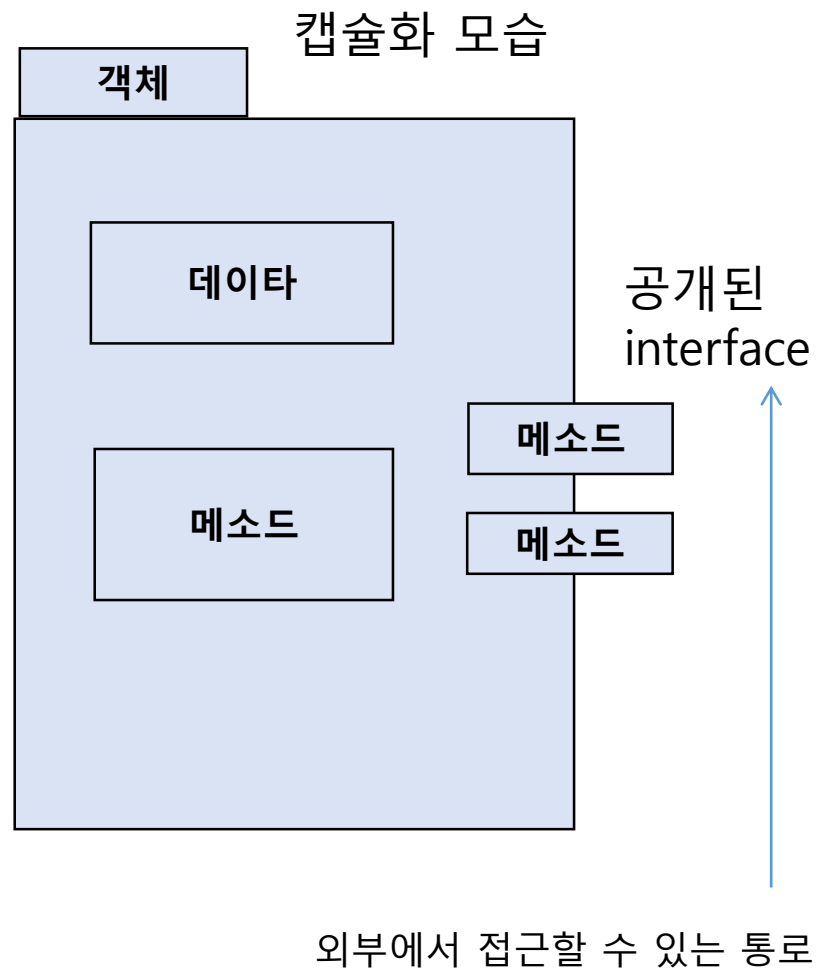 캡슐화 모습
객체
데이타
공개된
interface
메소드
메소드
메소드
외부에서 접근할 수 있는 통로